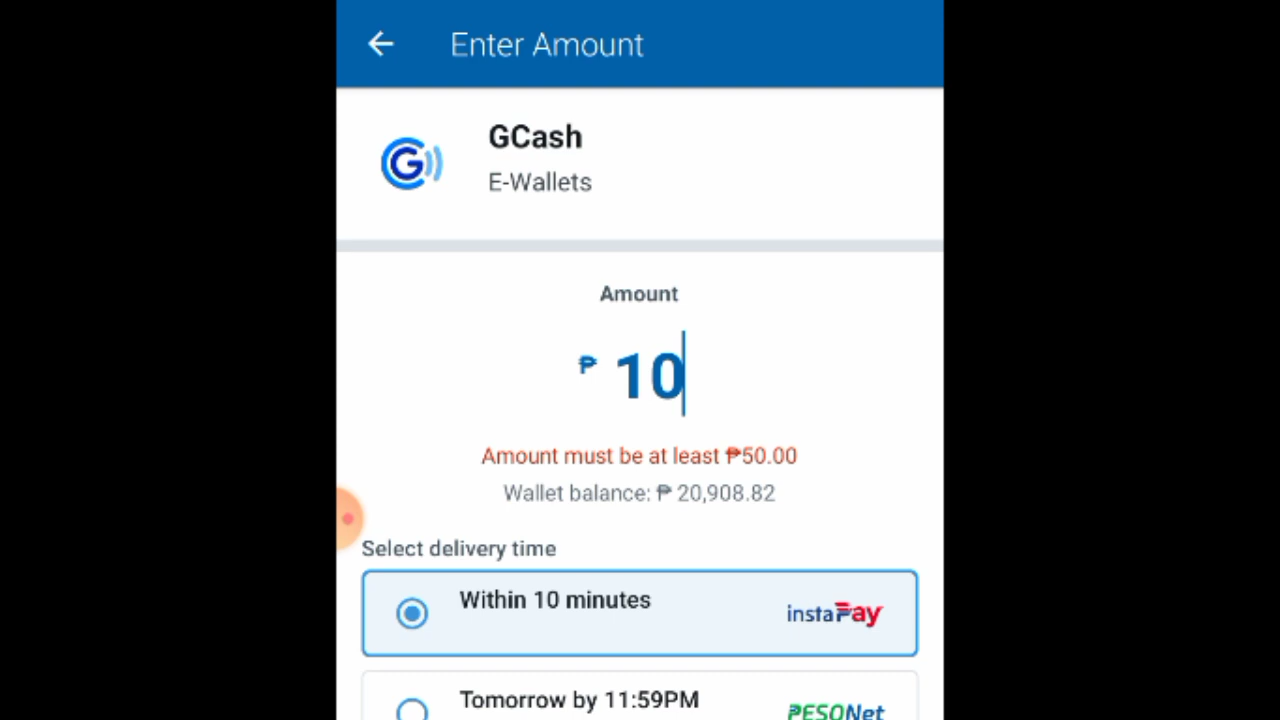 Enter Amount
GCash
E-Wallets
Amount
₱ 10
Amount must be at least ₱50.00
Wallet balance: ₱ 20,908.82
Select delivery time
Within 10 minutes
instaPay
Tomorrow by 11:59PM
PESONet